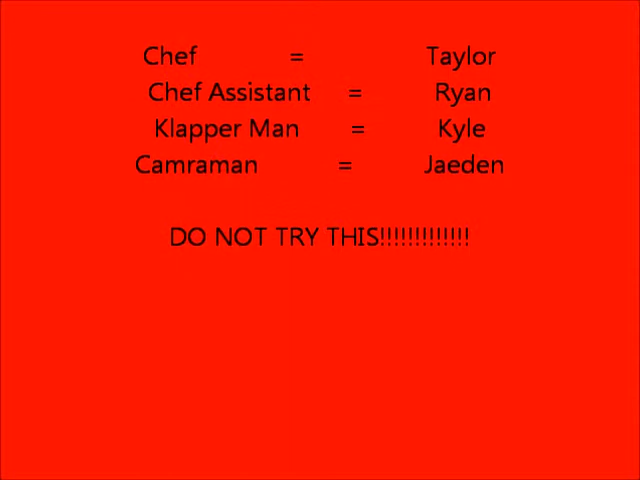 Chef = Taylor
Chef Assistant = Ryan
Klapper Man = Kyle
Camraman = Jaeden
DO NOT TRY THIS!!!!!!!!!!!!!